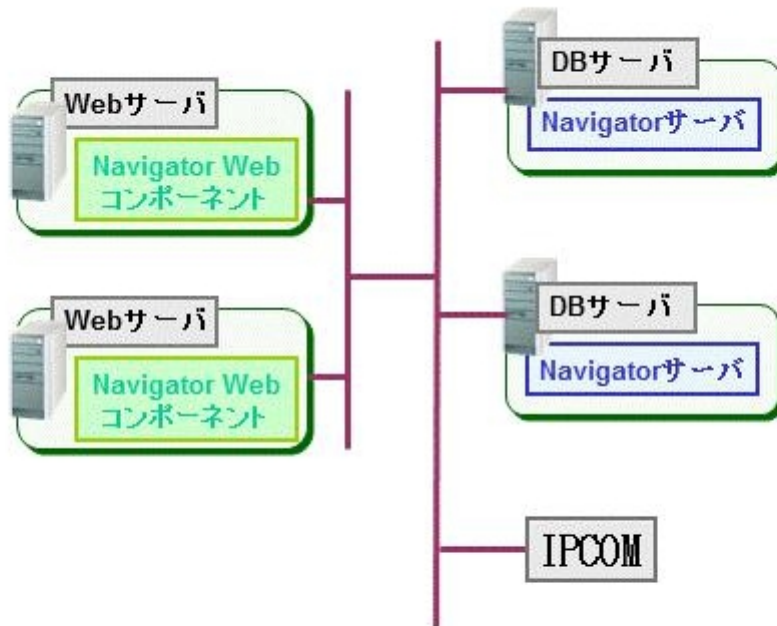 Webサーバ
Navigator Web
コンポーネント
Webサーバ
Navigator Web
コンポーネント
DBサーバ
Navigatorサーバ
DBサーバ
Navigatorサーバ
IPCOM